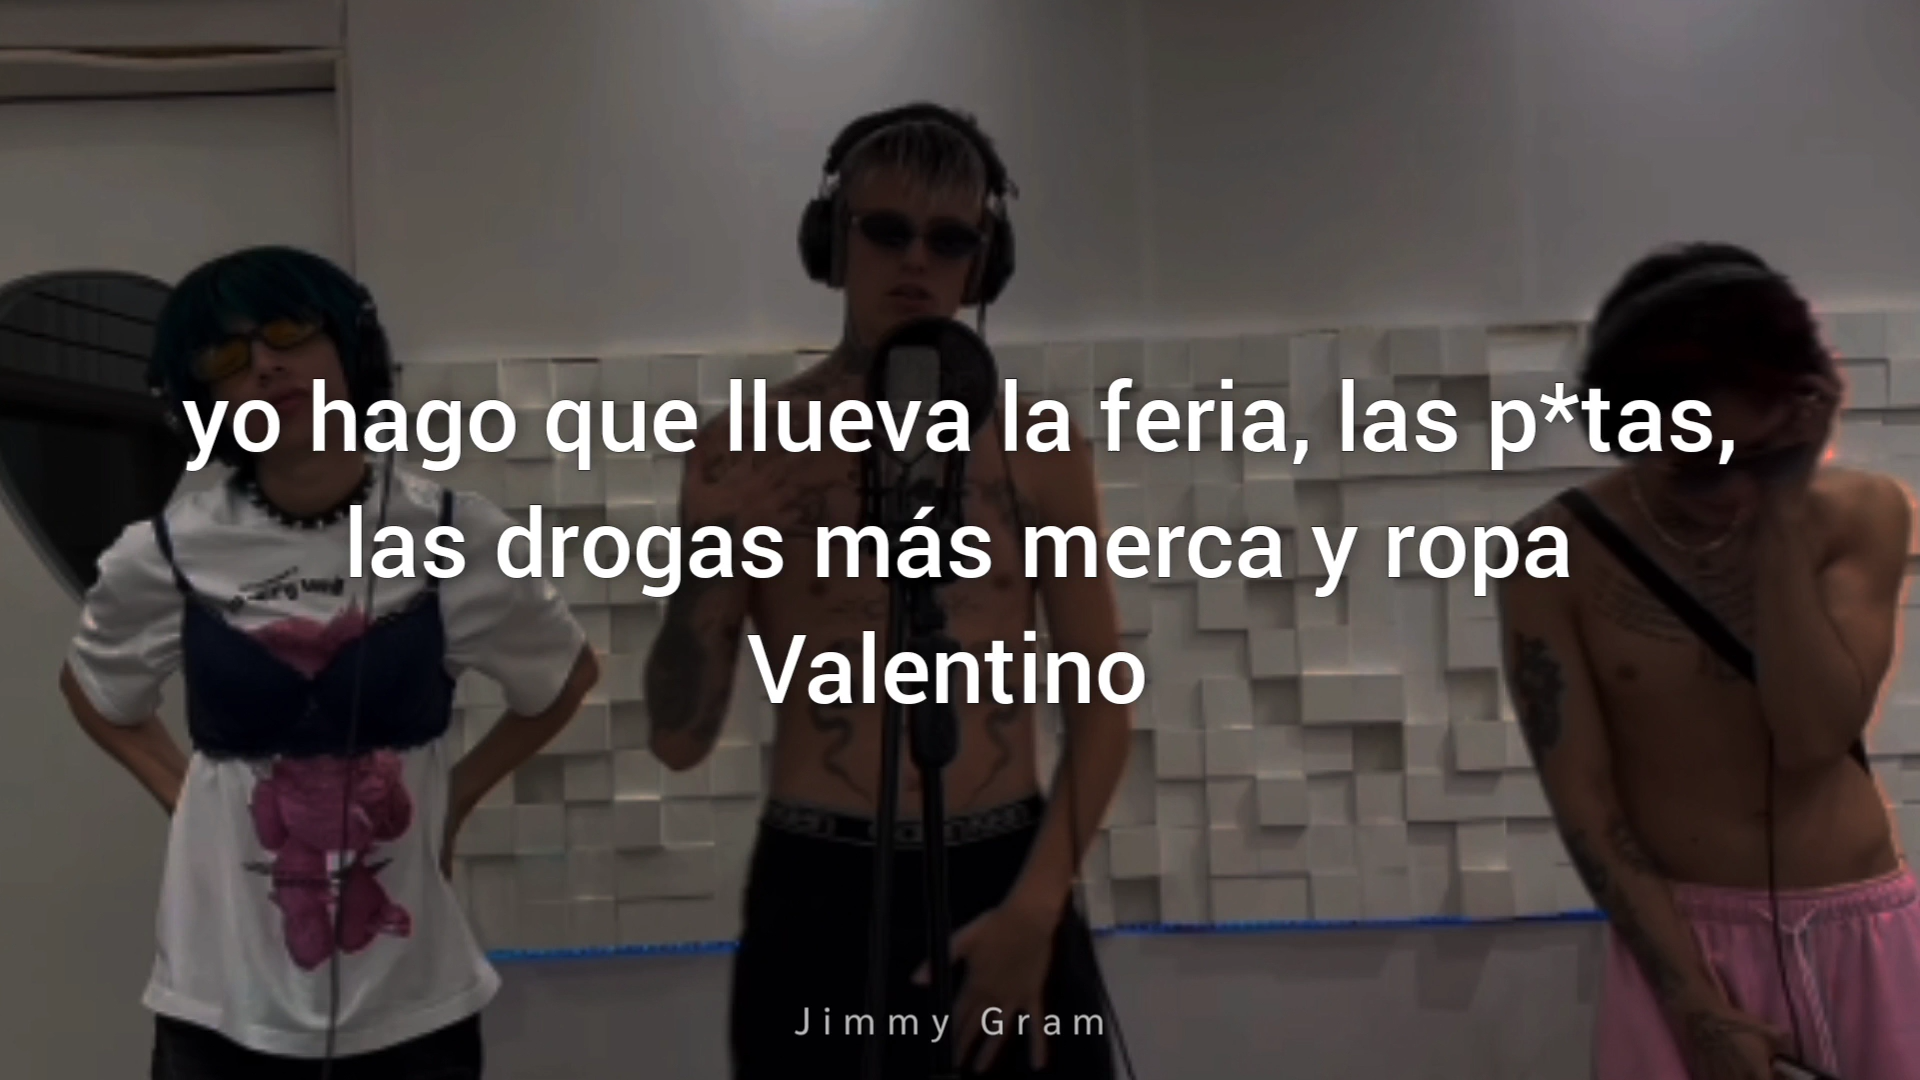 yo hago que llueva la feria, las p*tas,
las drogas más merca y ropa
Valentino
Jimmy Gram